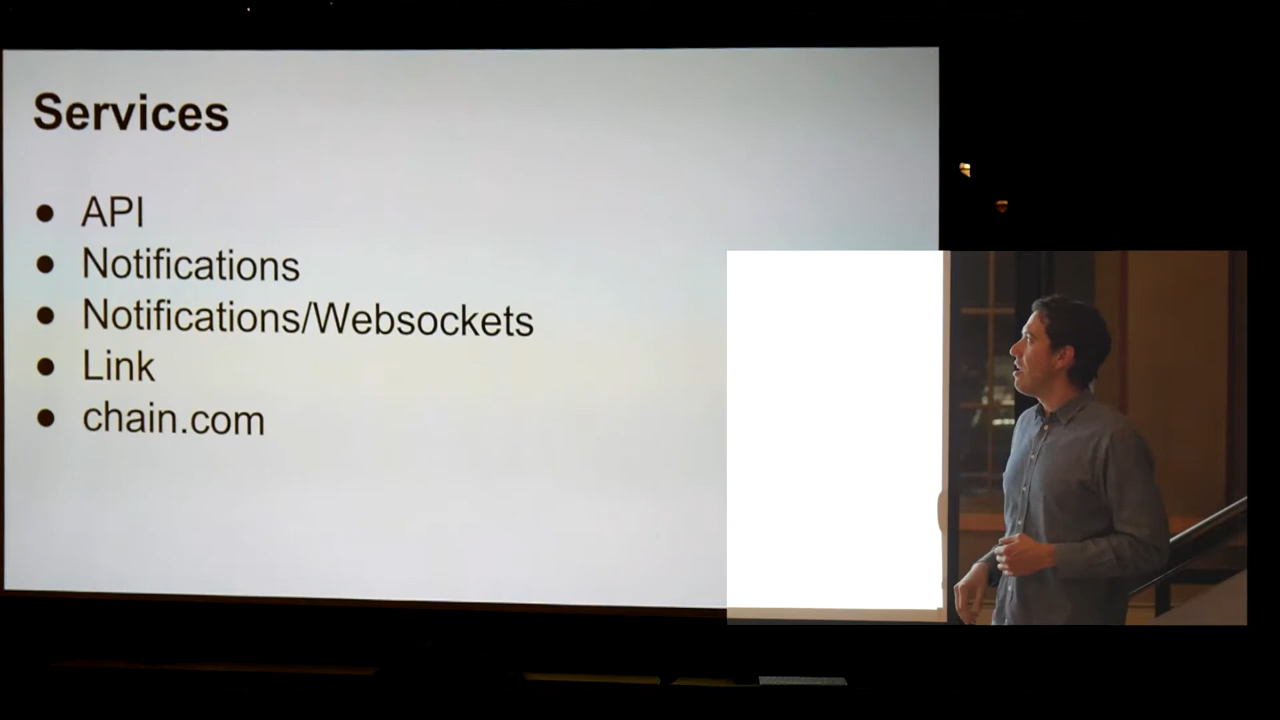 Services
● API
● Notifications
● Notifications/Websockets
● Link
● chain.com